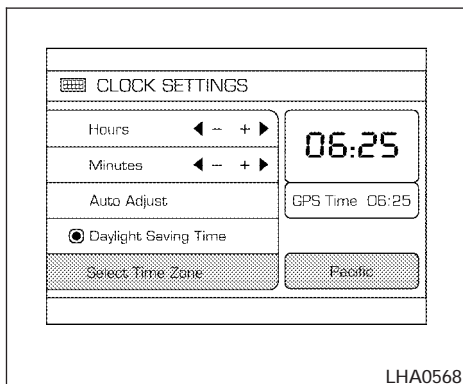 CLOCK SETTINGS
Hours ◀ – + ▶
Minutes ◀ – + ▶
06:25
Auto Adjust
GPS Time 06:25
Daylight Saving Time
Select Time Zone
Pacific
LHA0568